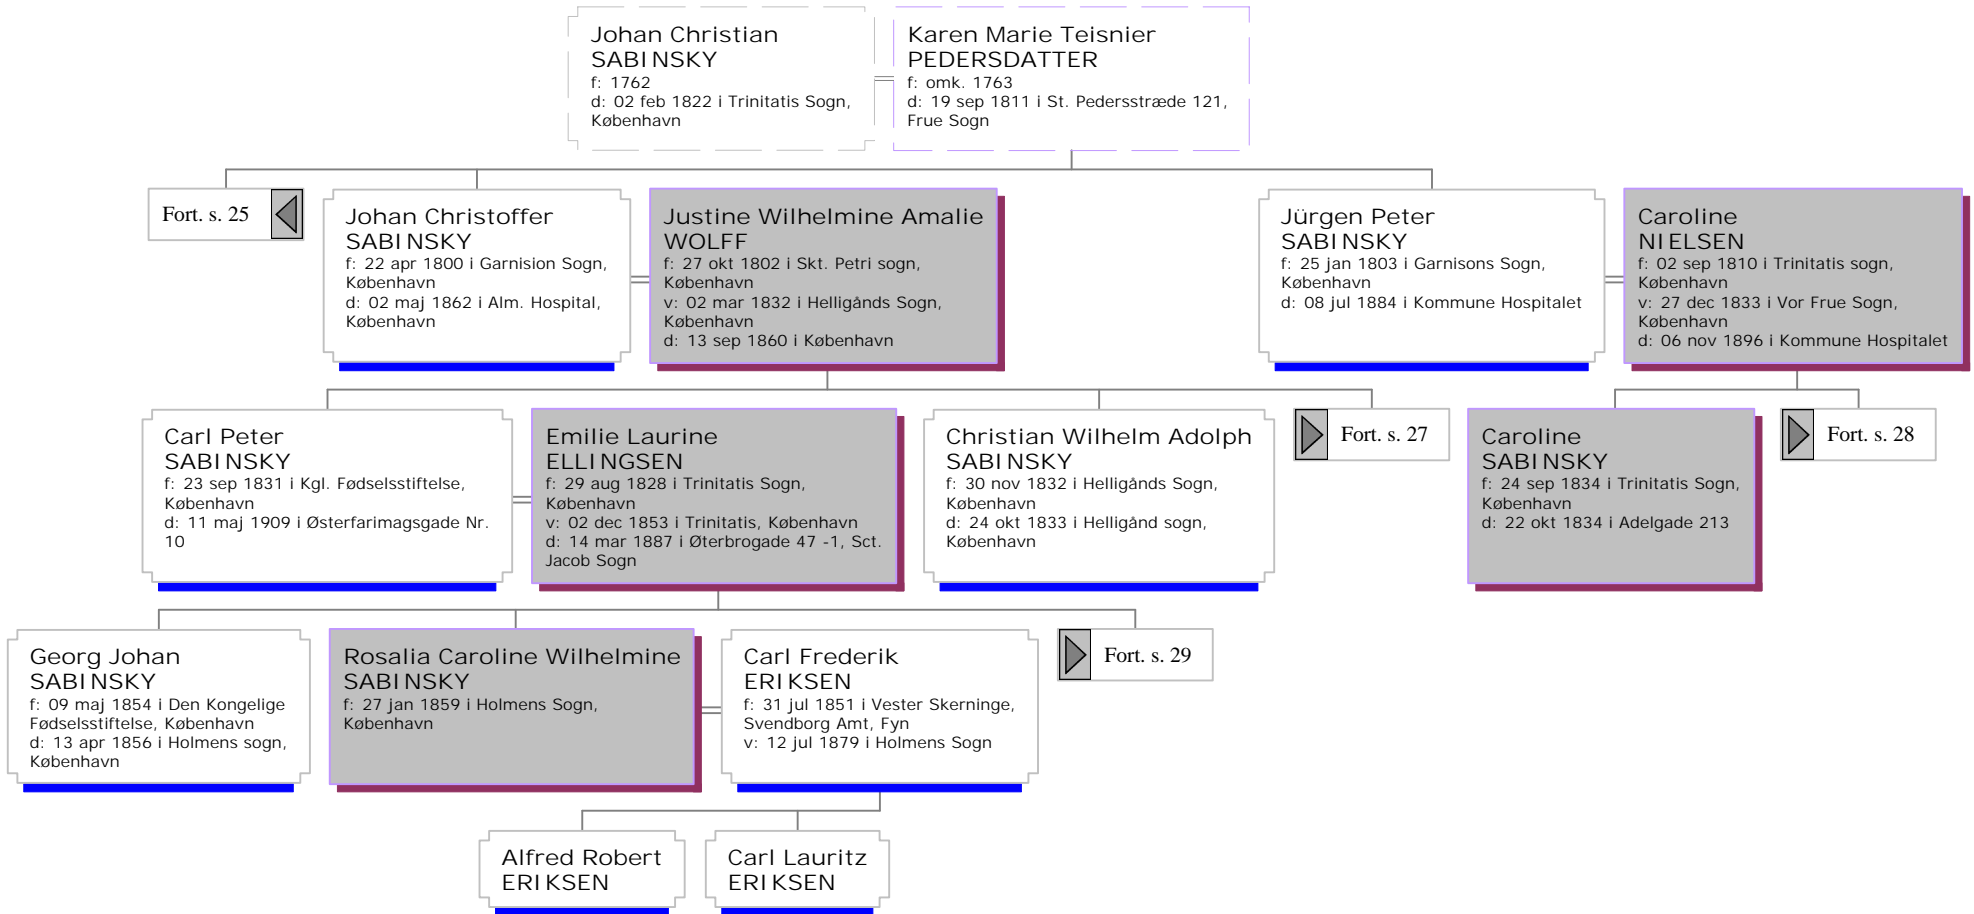 Johan Christian
SABINSKY
f: 1762
d: 02 feb 1822 i Trinitatis Sogn,
København
Karen Marie Teisnier
PEDERSDATTER
f: omk. 1763
d: 19 sep 1811 i St. Pedersstræde 121,
Frue Sogn
Fort. s. 25
Johan Christoffer
SABINSKY
f: 22 apr 1800 i Garnision Sogn,
København
d: 02 maj 1862 i Alm. Hospital,
København
Justine Wilhelmine Amalie
WOLFF
f: 27 okt 1802 i Skt. Petri sogn,
København
v: 02 mar 1832 i Helligånds Sogn,
København
d: 13 sep 1860 i København
Jürgen Peter
SABINSKY
f: 25 jan 1803 i Garnisons Sogn,
København
d: 08 jul 1884 i Kommune Hospitalet
Caroline
NIELSEN
f: 02 sep 1810 i Trinitatis sogn,
København
v: 27 dec 1833 i Vor Frue Sogn,
København
d: 06 nov 1896 i Kommune Hospitalet
Carl Peter
SABINSKY
f: 23 sep 1831 i Kgl. Fødselsstiftelse,
København
d: 11 maj 1909 i Østerfarimagsgade Nr.
10
Emilie Laurine
ELLINGSEN
f: 29 aug 1828 i Trinitatis Sogn,
København
v: 02 dec 1853 i Trinitatis, København
d: 14 mar 1887 i Øterbrogade 47 -1, Sct.
Jacob Sogn
Christian Wilhelm Adolph
SABINSKY
f: 30 nov 1832 i Helligånds Sogn,
København
d: 24 okt 1833 i Helligånd sogn,
København
Fort. s. 27
Caroline
SABINSKY
f: 24 sep 1834 i Trinitatis Sogn,
København
d: 22 okt 1834 i Adelgade 213
Fort. s. 28
Georg Johan
SABINSKY
f: 09 maj 1854 i Den Kongelige
Fødselsstiftelse, København
d: 13 apr 1856 i Holmens sogn,
København
Rosalia Caroline Wilhelmine
SABINSKY
f: 27 jan 1859 i Holmens Sogn,
København
Carl Frederik
ERIKSEN
f: 31 jul 1851 i Vester Skerninge,
Svendborg Amt, Fyn
v: 12 jul 1879 i Holmens Sogn
Fort. s. 29
Alfred Robert
ERIKSEN
Carl Lauritz
ERIKSEN